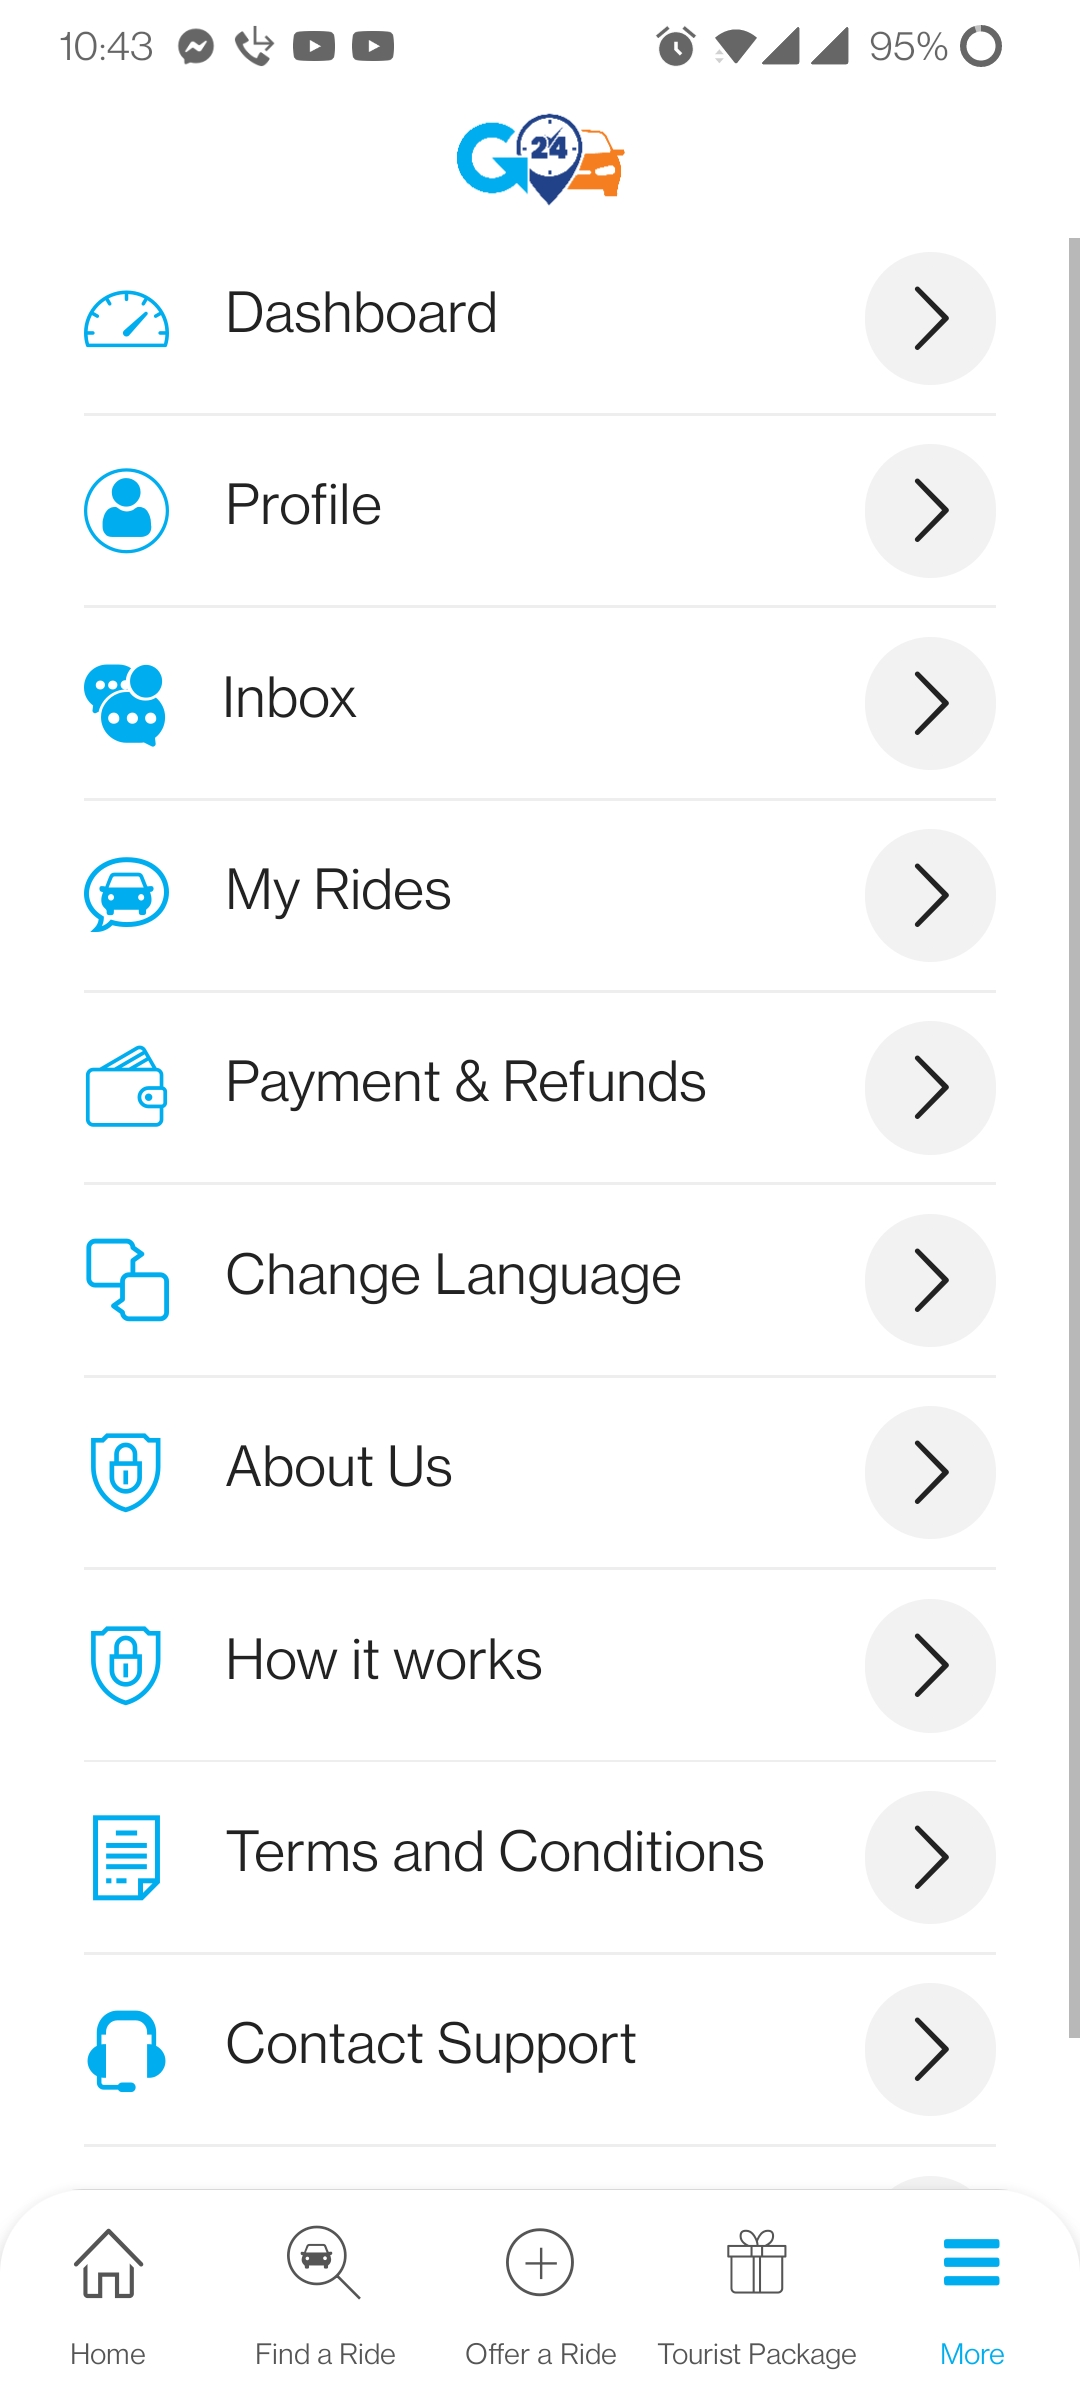 10:43 95%
G 24
Dashboard
Profile
Inbox
My Rides
Payment & Refunds
Change Language
About Us
How it works
Terms and Conditions
Contact Support
Home Find a Ride Offer a Ride Tourist Package More